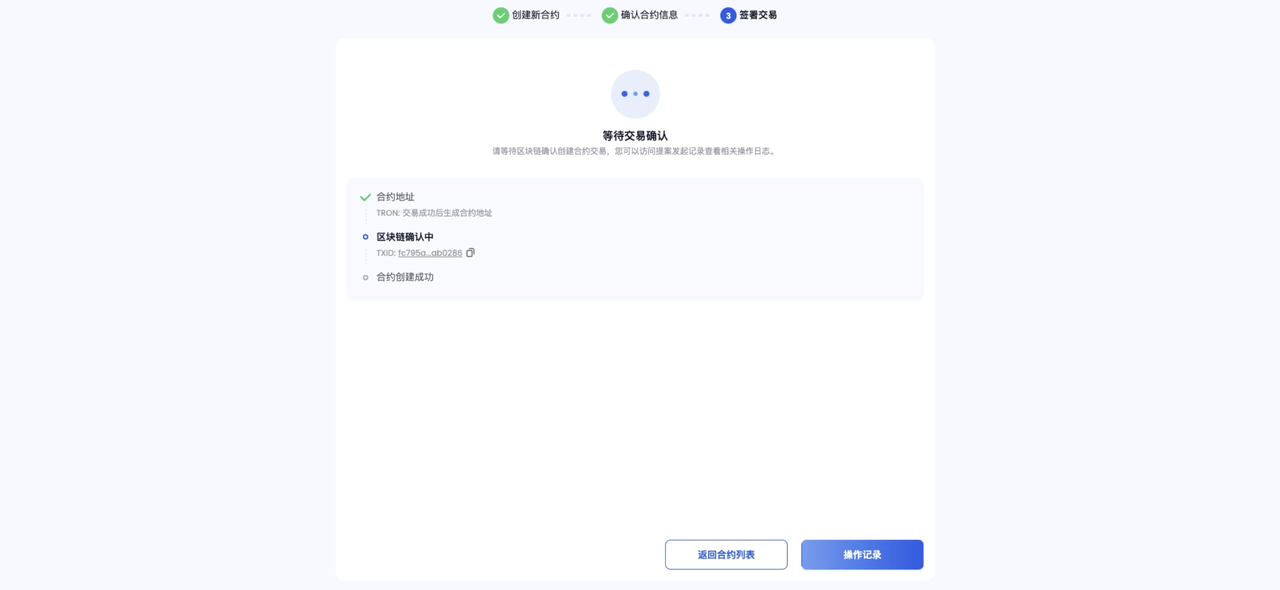 创建新合约
确认合约信息
3 签署交易
等待交易确认
请等待区块链确认创建合约交易，您可以访问提案发起记录查看相关操作日志。
合约地址
TRON: 交易成功后生成合约地址
区块链确认中
TXID: fc795a...ab0286
合约创建成功
返回合约列表
操作记录